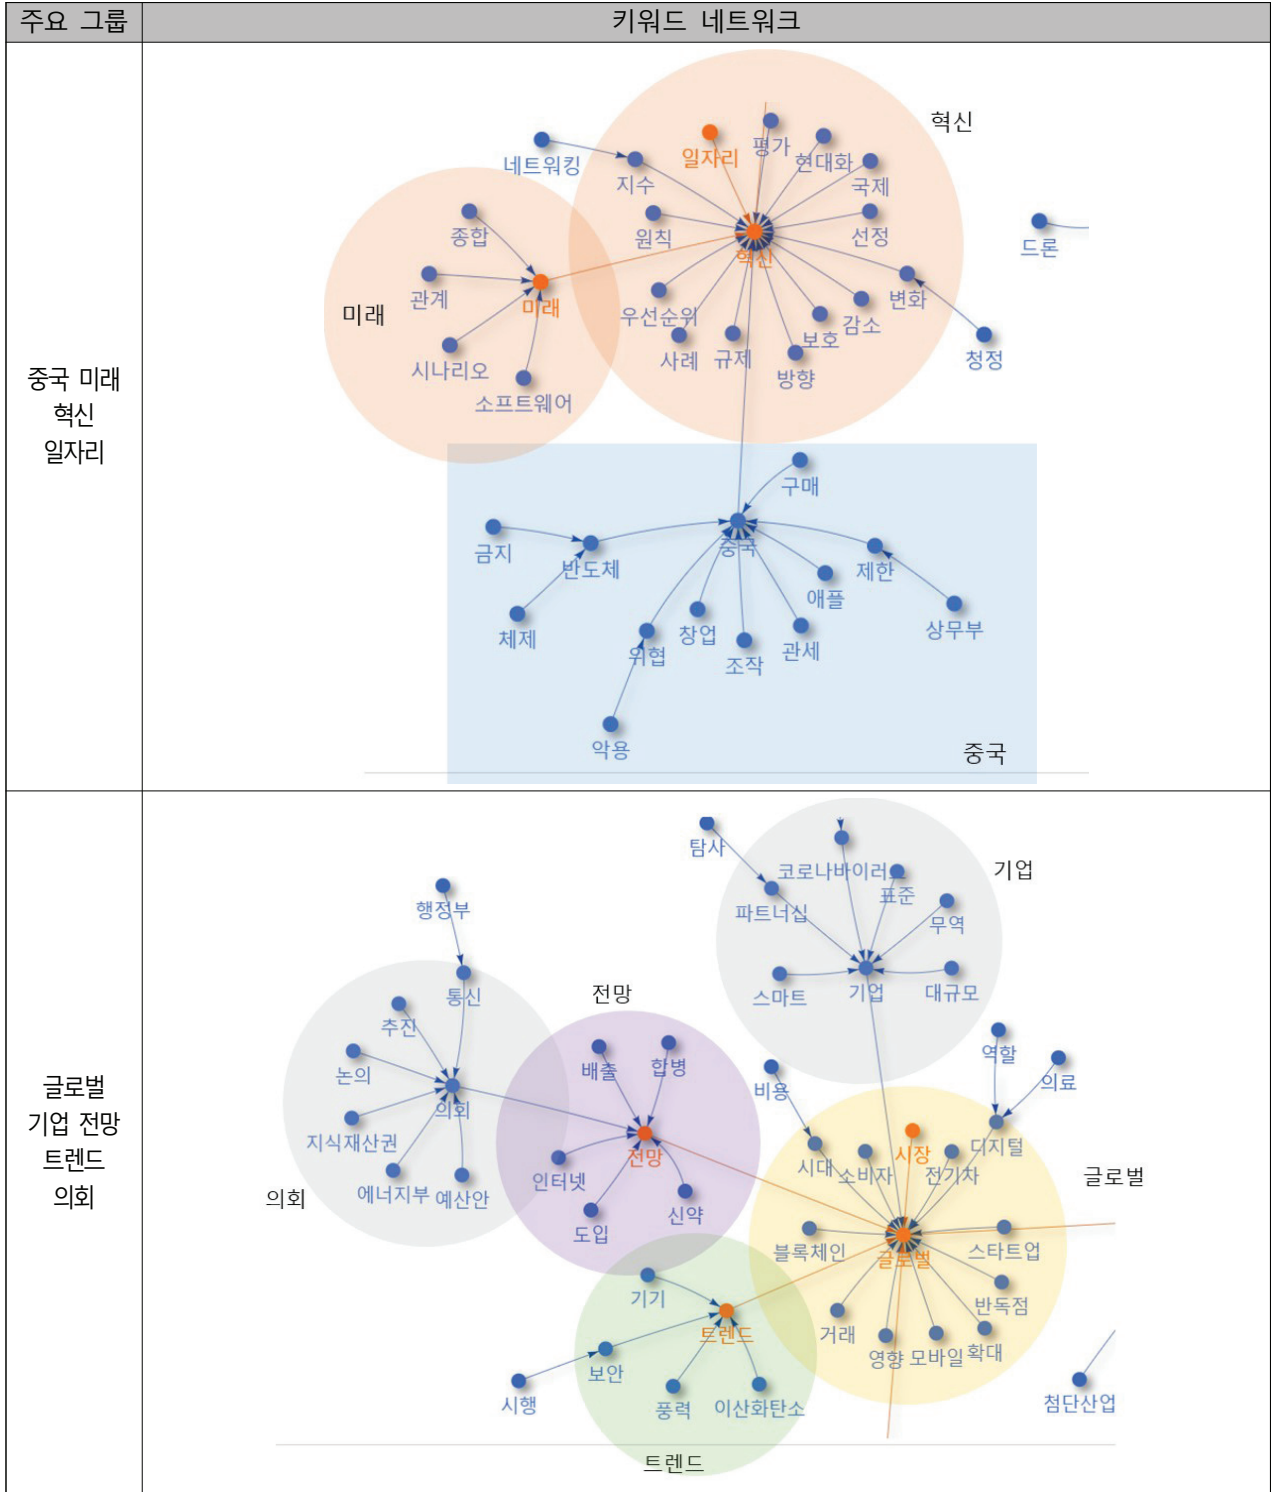 주요 그룹
키워드 네트워크
중국 미래
혁신
일자리
혁신
네트워킹
일자리
평가
현대화
국제
지수
원칙
선정
드론
종합
관계
미래
미래
시나리오
소프트웨어
혁신
변화
우선순위
사례
규제
방향
보호
감소
청정
구매
금지
반도체
중국
제한
체제
애플
상무부
위협
창업
조작
관세
악용
중국
글로벌
기업 전망
트렌드
의회
탐사
코로나바이러스
표준
기업
파트너십
무역
스마트
기업
대규모
행정부
통신
추진
논의
의회
지식재산권
에너지부
예산안
의회
전망
배출
합병
전망
인터넷
도입
신약
비용
역할
의료
시대
소비자
시장
전기차
디지털
글로벌
블록체인
글로벌
스타트업
반독점
거래
영향
모바일
확대
기기
트렌드
보안
시행
풍력
이산화탄소
트렌드
첨단산업